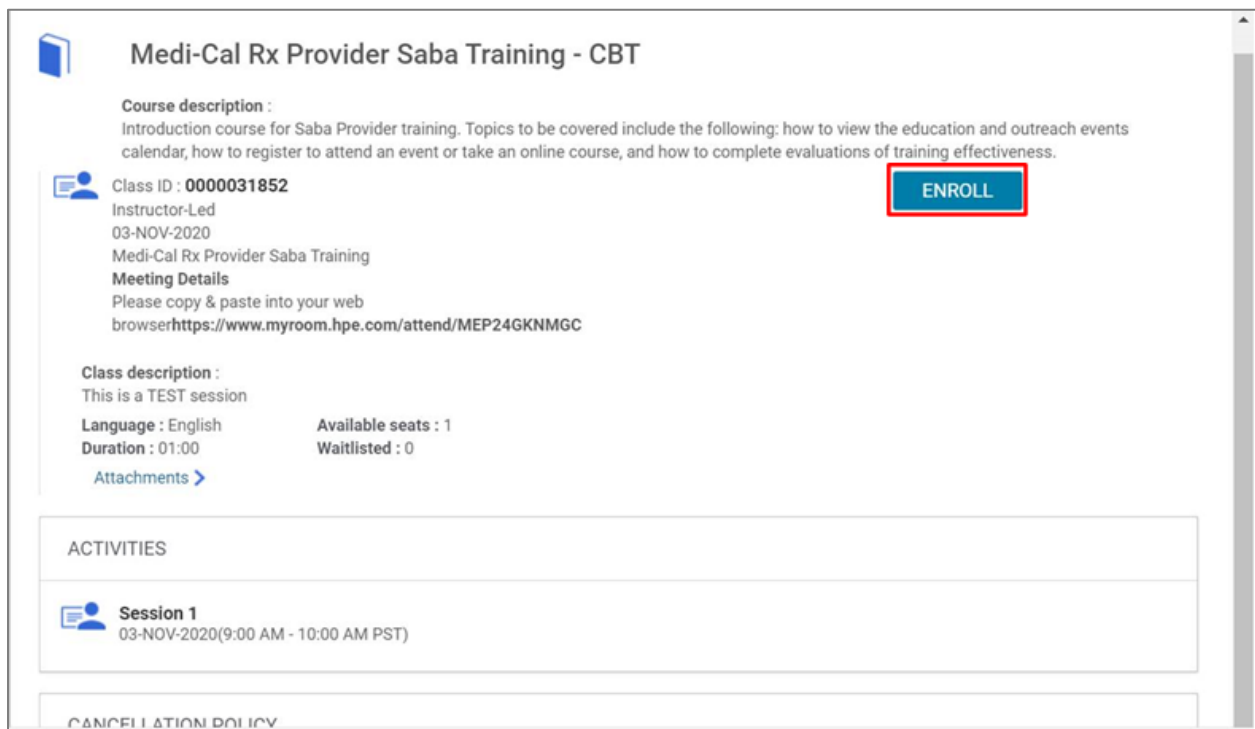 Medi-Cal Rx Provider Saba Training - CBT
Course description :
Introduction course for Saba Provider training. Topics to be covered include the following: how to view the education and outreach events
calendar, how to register to attend an event or take an online course, and how to complete evaluations of training effectiveness.
Class ID : 0000031852
ENROLL
Instructor-Led
03-NOV-2020
Medi-Cal Rx Provider Saba Training
Meeting Details
Please copy & paste into your web
browserhttps://www.myroom.hpe.com/attend/MEP24GKNMGC
Class description :
This is a TEST session
Language : English Available seats : 1
Duration : 01:00 Waitlisted : 0
Attachments
ACTIVITIES
Session 1
03-NOV-2020(9:00 AM - 10:00 AM PST)
CANCELLATION POLICY